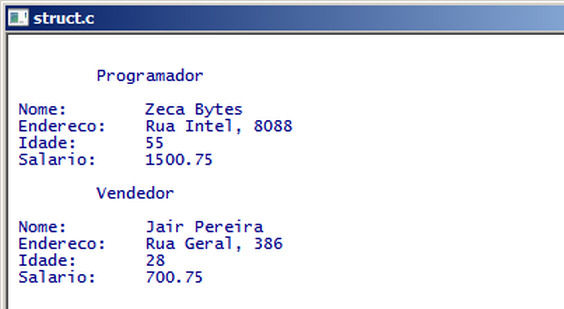 struct.c
Programador
Nome: Zeca Bytes
Endereco: Rua Intel, 8088
Idade: 55
Salario: 1500.75
Vendedor
Nome: Jair Pereira
Endereco: Rua Geral, 386
Idade: 28
Salario: 700.75